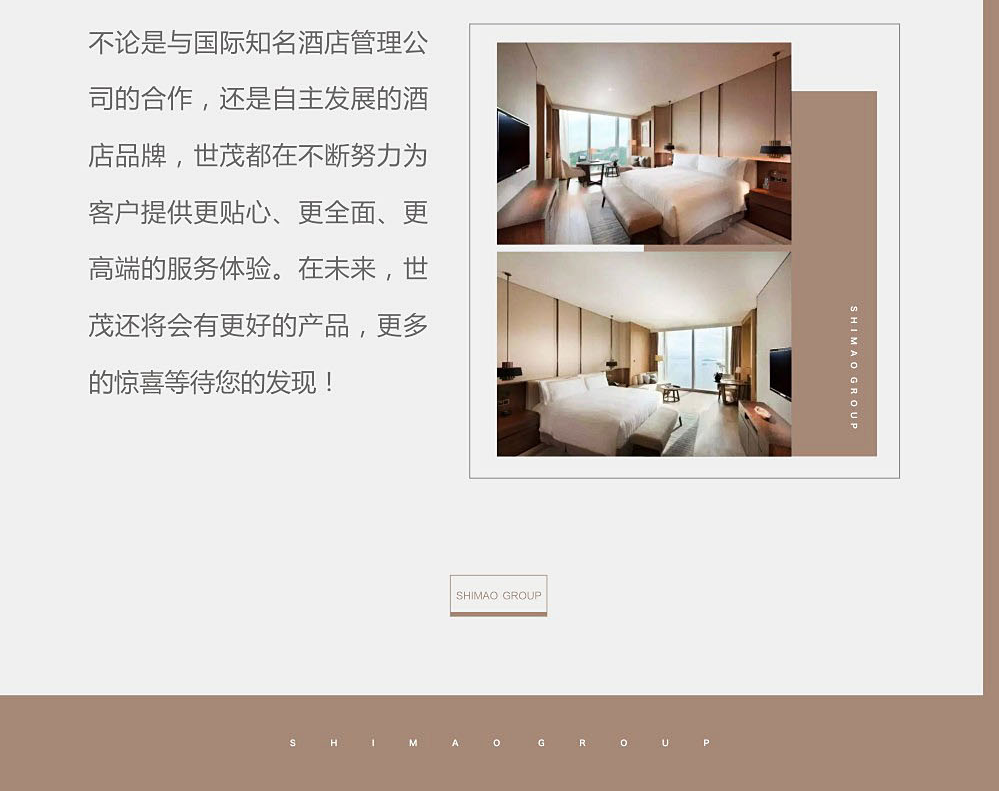 不论是与国际知名酒店管理公
司的合作，还是自主发展的酒
店品牌，世茂都在不断努力为
客户提供更贴心、更全面、更
高端的服务体验。在未来，世
茂还将会有更好的产品，更多
的惊喜等待您的发现！
SHIMAO GROUP
SHIMAO GROUP
SHIMAO GROUP